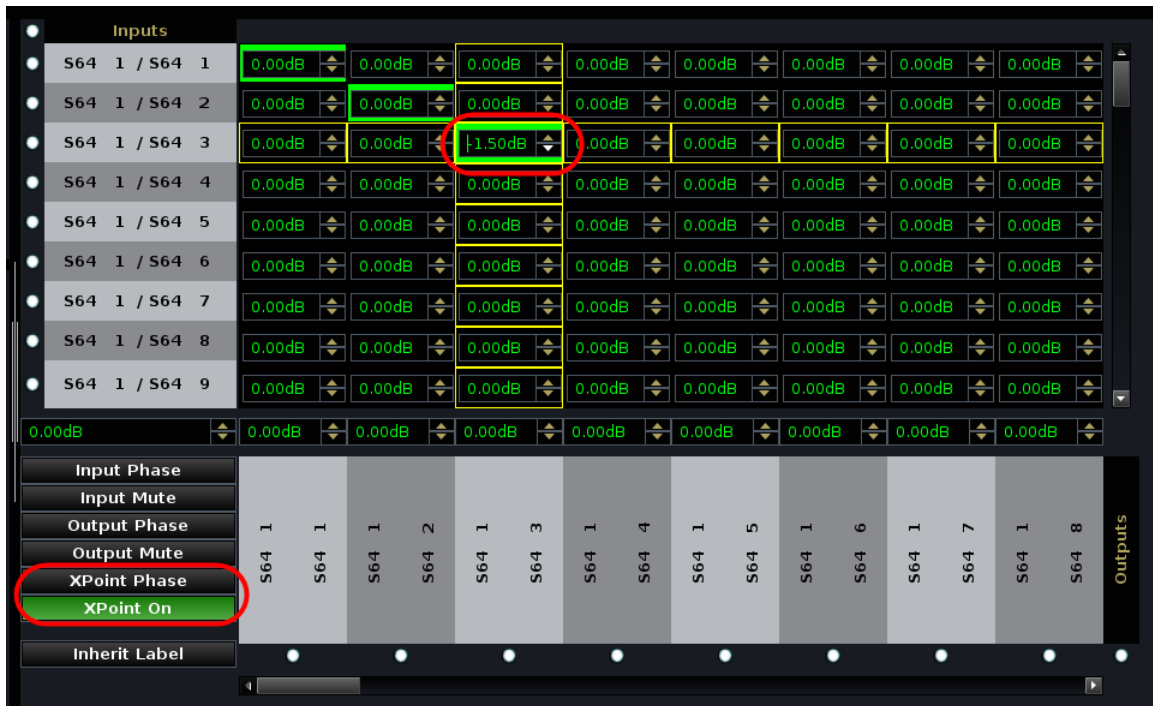 Inputs
S64 1 / S64 1 0.00dB 0.00dB 0.00dB 0.00dB 0.00dB 0.00dB 0.00dB 0.00dB
S64 1 / S64 2 0.00dB 0.00dB 0.00dB 0.00dB 0.00dB 0.00dB 0.00dB 0.00dB
S64 1 / S64 3 0.00dB 0.00dB -1.50dB 0.00dB 0.00dB 0.00dB 0.00dB 0.00dB
S64 1 / S64 4 0.00dB 0.00dB 0.00dB 0.00dB 0.00dB 0.00dB 0.00dB 0.00dB
S64 1 / S64 5 0.00dB 0.00dB 0.00dB 0.00dB 0.00dB 0.00dB 0.00dB 0.00dB
S64 1 / S64 6 0.00dB 0.00dB 0.00dB 0.00dB 0.00dB 0.00dB 0.00dB 0.00dB
S64 1 / S64 7 0.00dB 0.00dB 0.00dB 0.00dB 0.00dB 0.00dB 0.00dB 0.00dB
S64 1 / S64 8 0.00dB 0.00dB 0.00dB 0.00dB 0.00dB 0.00dB 0.00dB 0.00dB
S64 1 / S64 9 0.00dB 0.00dB 0.00dB 0.00dB 0.00dB 0.00dB 0.00dB 0.00dB
0.00dB 0.00dB 0.00dB 0.00dB 0.00dB 0.00dB 0.00dB 0.00dB 0.00dB
Input Phase
Input Mute
Output Phase
Output Mute
XPoint Phase
XPoint On
Inherit Label
S64 1
S64 1
S64 1
S64 2
S64 1
S64 3
S64 1
S64 4
S64 1
S64 5
S64 1
S64 6
S64 1
S64 7
S64 1
S64 8
Outputs